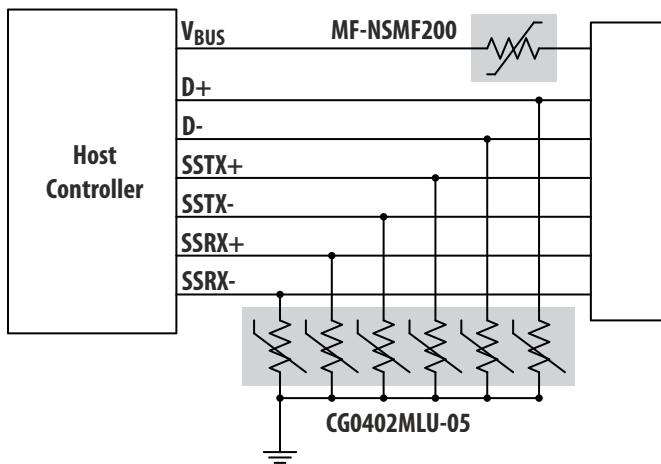 V_BUS
MF-NSMF200
D+
D-
Host
Controller
SSTX+
SSTX-
SSRX+
SSRX-
CG0402MLU-05